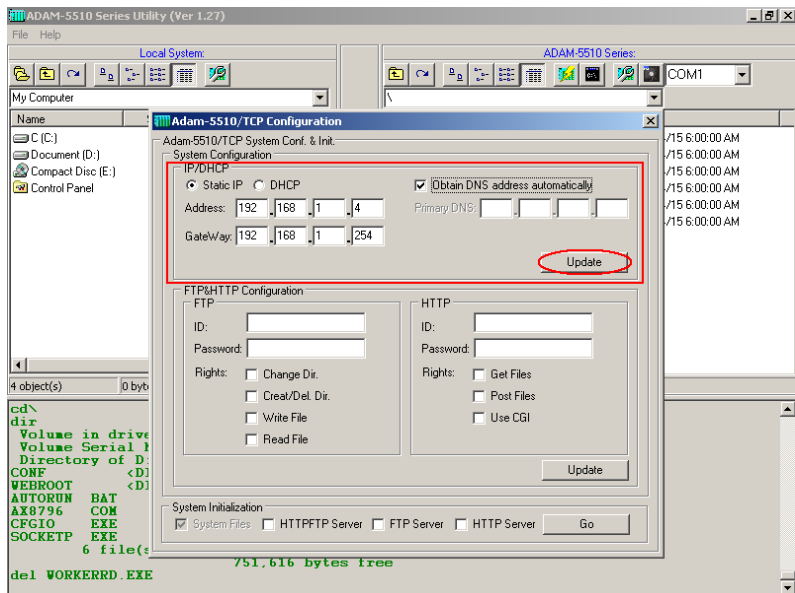 ADAM-5510 Series Utility (Ver 1.27)
File Help
Local System:
ADAM-5510 Series:
COM1
My Computer
\
Name
C (C:)
Document (D:)
Compact Disc (E:)
Control Panel
/15 6:00:00 AM
/15 6:00:00 AM
/15 6:00:00 AM
/15 6:00:00 AM
/15 6:00:00 AM
/15 6:00:00 AM
4 object(s)
0 byt
Adam-5510/TCP Configuration
Adam-5510/TCP System Conf. & Init.
System Configuration
IP/DHCP
Static IP DHCP
Obtain DNS address automatically
Address: 192 . 168 . 1 . 4
Primary DNS: . . .
GateWay: 192 . 168 . 1 . 254
Update
FTP&HTTP Configuration
FTP
ID:
Password:
Rights: Change Dir.
Creat/Del. Dir.
Write File
Read File
HTTP
ID:
Password:
Rights: Get Files
Post Files
Use CGI
Update
System Initialization
System Files HTTPFTP Server FTP Server HTTP Server Go
cd\
dir
Volume in drive
Volume Serial
Directory of D:
CONF <DI
WEBROOT <DI
AUTORUN BAT
AX8796 COM
CFGIO EXE
SOCKETP EXE
6 file(s
751,616 bytes free
del WORKERRD.EXE